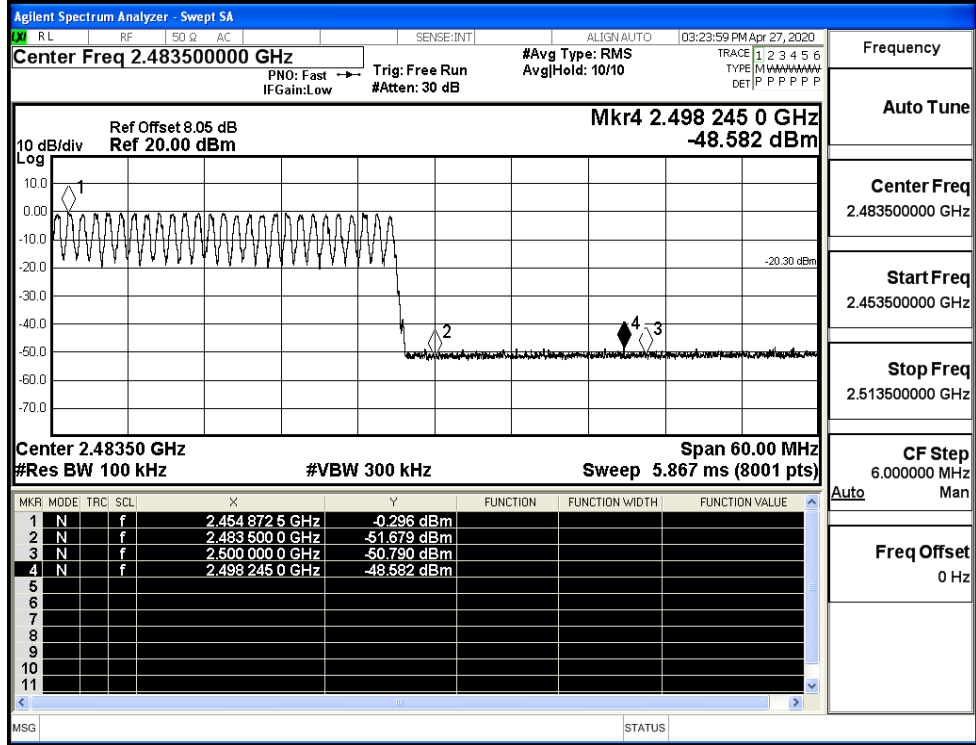 Agilent Spectrum Analyzer - Swept SA
LXI RL RF 50 Ω AC SENSE:INT ALIGN AUTO 03:23:59 PM Apr 27, 2020
Center Freq 2.483500000 GHz
#Avg Type: RMS
TRACE 1 2 3 4 5 6
PNO: Fast
Trig: Free Run
Avg|Hold: 10/10
TYPE M WWWWW
IFGain:Low
#Atten: 30 dB
DET P P P P P P
Frequency
Auto Tune
Center Freq
2.483500000 GHz
Start Freq
2.453500000 GHz
Stop Freq
2.513500000 GHz
CF Step
6.000000 MHz
Auto Man
Freq Offset
0 Hz
Mkr4 2.498 245 0 GHz
-48.582 dBm
Ref Offset 8.05 dB
10 dB/div Ref 20.00 dBm
Log
10.0
0.00
-10.0
-20.0
-30.0
-40.0
-50.0
-60.0
-70.0
1
2
4
3
-20.30 dBm
Center 2.48350 GHz Span 60.00 MHz
#Res BW 100 kHz #VBW 300 kHz Sweep 5.867 ms (8001 pts)
MKR MODE TRC SCL X Y FUNCTION FUNCTION WIDTH FUNCTION VALUE
1 N f 2.454 872 5 GHz -0.296 dBm
2 N f 2.483 500 0 GHz -51.679 dBm
3 N f 2.500 000 0 GHz -50.790 dBm
4 N f 2.498 245 0 GHz -48.582 dBm
5
6
7
8
9
10
11
MSG STATUS